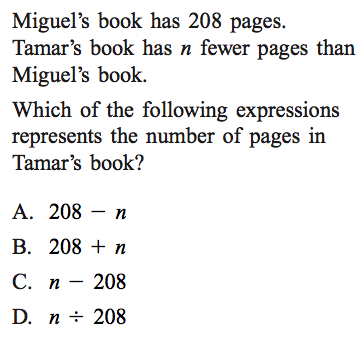 Miguel’s book has 208 pages.
Tamar’s book has n fewer pages than
Miguel’s book.
Which of the following expressions
represents the number of pages in
Tamar’s book?
A. 208 − n
B. 208 + n
C. n − 208
D. n ÷ 208